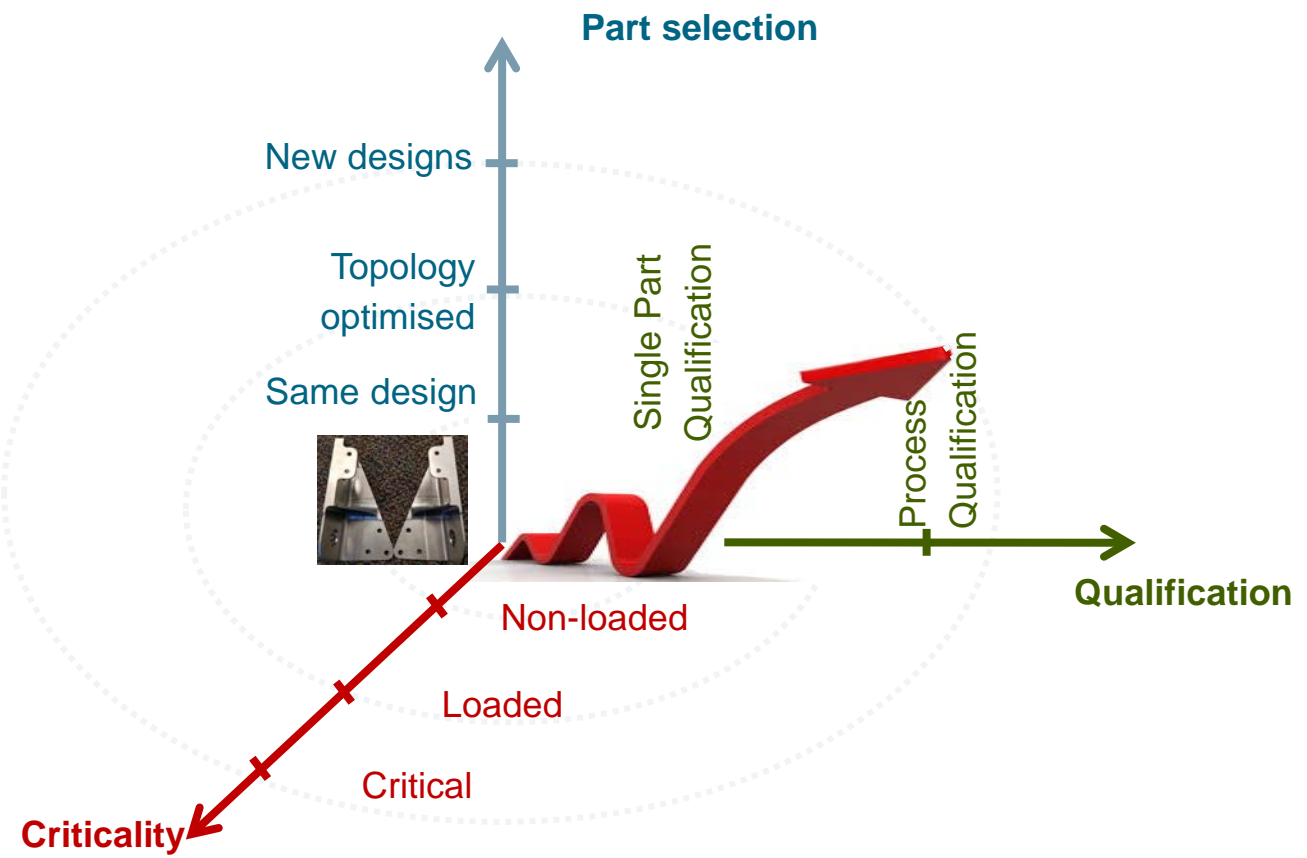 Part selection
New designs
Topology
optimised
Same design
Single Part
Qualification
Process
Qualification
Qualification
Non-loaded
Loaded
Critical
Criticality